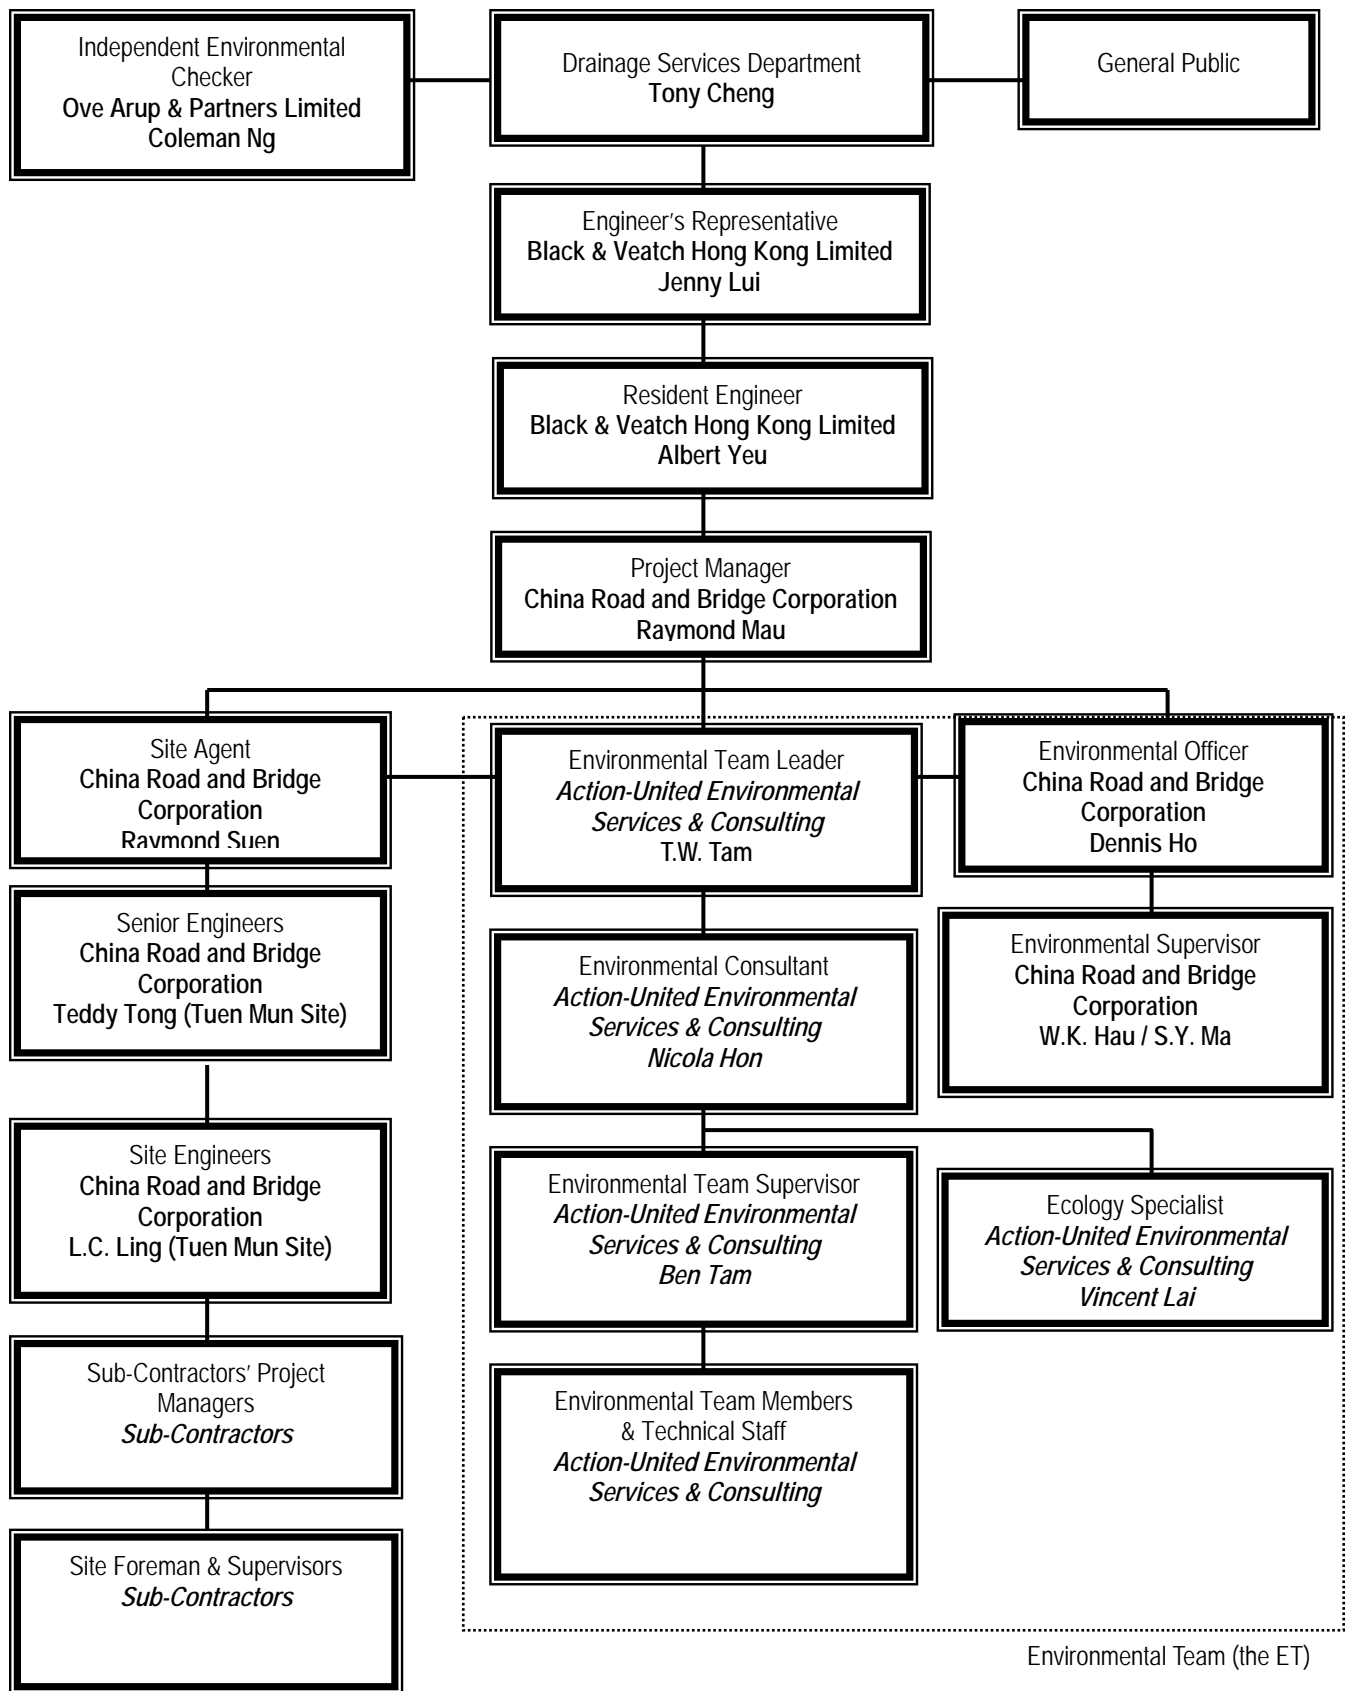 Independent Environmental
Checker
Ove Arup & Partners Limited
Coleman Ng
Drainage Services Department
Tony Cheng
General Public
Engineer's Representative
Black & Veatch Hong Kong Limited
Jenny Lui
Resident Engineer
Black & Veatch Hong Kong Limited
Albert Yeu
Project Manager
China Road and Bridge Corporation
Raymond Mau
Site Agent
China Road and Bridge
Corporation
Raymond Suen
Environmental Team Leader
Action-United Environmental
Services & Consulting
T.W. Tam
Environmental Officer
China Road and Bridge
Corporation
Dennis Ho
Senior Engineers
China Road and Bridge
Corporation
Teddy Tong (Tuen Mun Site)
Environmental Consultant
Action-United Environmental
Services & Consulting
Nicola Hon
Environmental Supervisor
China Road and Bridge
Corporation
W.K. Hau / S.Y. Ma
Site Engineers
China Road and Bridge
Corporation
L.C. Ling (Tuen Mun Site)
Environmental Team Supervisor
Action-United Environmental
Services & Consulting
Ben Tam
Ecology Specialist
Action-United Environmental
Services & Consulting
Vincent Lai
Sub-Contractors' Project
Managers
Sub-Contractors
Environmental Team Members
& Technical Staff
Action-United Environmental
Services & Consulting
Site Foreman & Supervisors
Sub-Contractors
Environmental Team (the ET)